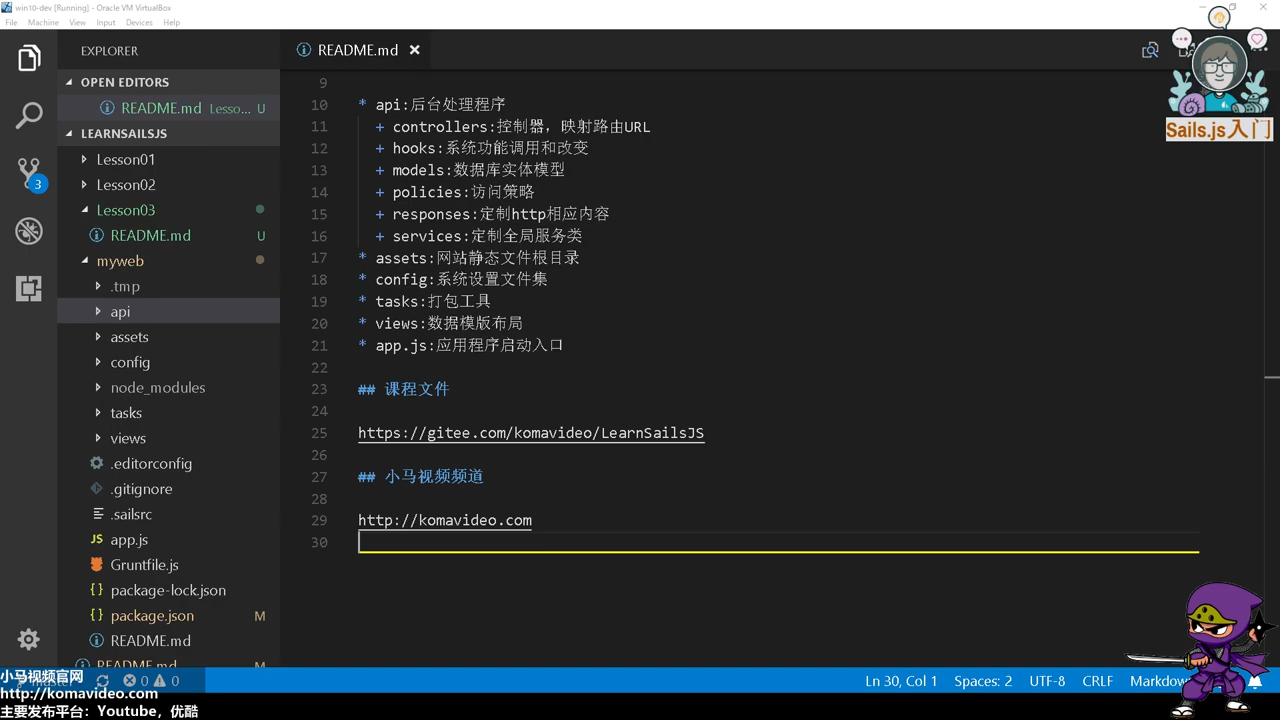 win10-dev [Running] - Oracle VM VirtualBox
File Machine View Input Devices Help
EXPLORER
README.md
OPEN EDITORS
README.md Lesso... U
LEARNSAILSJS
Lesson01
Lesson02
Lesson03
README.md U
myweb
.tmp
api
assets
config
node_modules
tasks
views
.editorconfig
.gitignore
.sailsrc
JS app.js
Gruntfile.js
{} package-lock.json
{} package.json M
README.md
README.md M
3
9
10 * api:后台处理程序
11 + controllers:控制器，映射路由URL
12 + hooks:系统功能调用和改变
13 + models:数据库实体模型
14 + policies:访问策略
15 + responses:定制http相应内容
16 + services:定制全局服务类
17 * assets:网站静态文件根目录
18 * config:系统设置文件集
19 * tasks:打包工具
20 * views:数据模版布局
21 * app.js:应用程序启动入口
22
23 ## 课程文件
24
25 https://gitee.com/komavideo/LearnSailsJS
26
27 ## 小马视频频道
28
29 http://komavideo.com
30
Sails.js入门
小马视频官网
http://komavideo.com
主要发布平台：Youtube，优酷
0 0
Ln 30, Col 1 Spaces: 2 UTF-8 CRLF Markdow